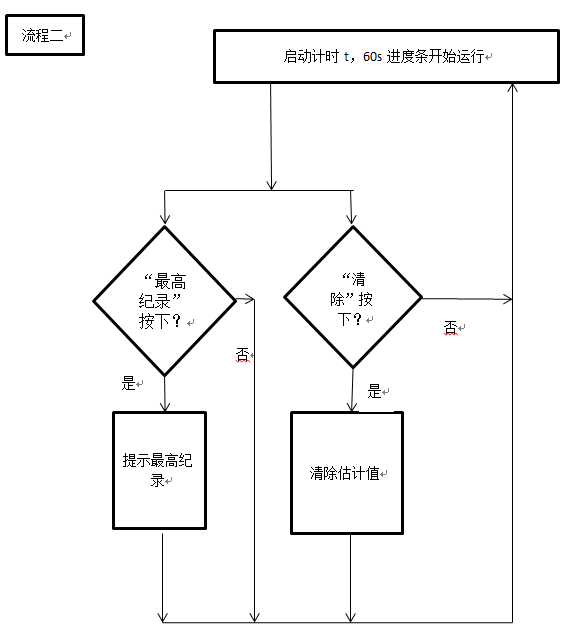 流程二
启动计时 t，60s 进度条开始运行
“最高
纪录”
按下？
“清
除”按
下？
否
否
是
是
提示最高纪
录
清除估计值